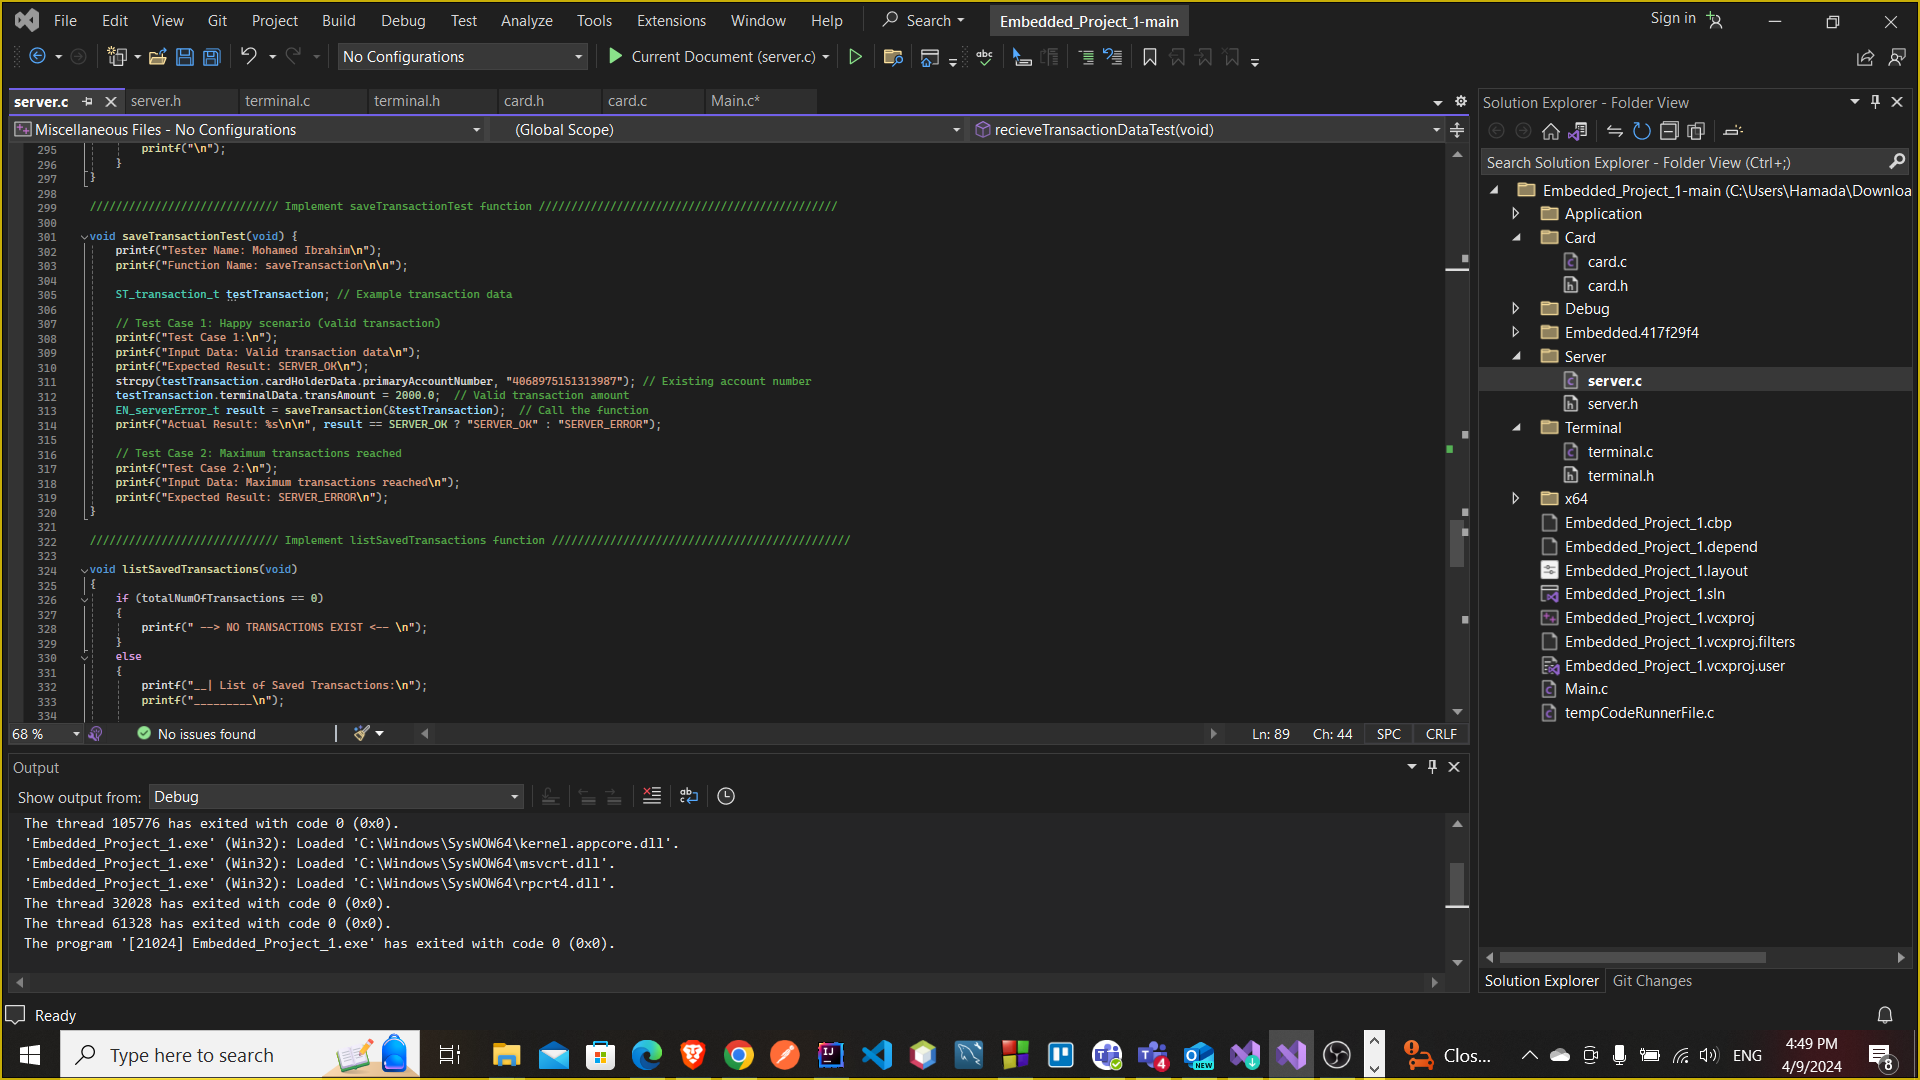 File Edit View Git Project Build Debug Test Analyze Tools Extensions Window Help Search Embedded_Project_1-main Sign in
No Configurations Current Document (server.c)
server.c server.h terminal.c terminal.h card.h card.c Main.c*
Miscellaneous Files - No Configurations (Global Scope) recieveTransactionDataTest(void)
295 printf("\n");
296 }
297 }
298
299 ///////////////////////////// Implement saveTransactionTest function //////////////////////////////////////////////
300
301 void saveTransactionTest(void) {
302 printf("Tester Name: Mohamed Ibrahim\n");
303 printf("Function Name: saveTransaction\n\n");
304
305 ST_transaction_t testTransaction; // Example transaction data
306
307 // Test Case 1: Happy scenario (valid transaction)
308 printf("Test Case 1:\n");
309 printf("Input Data: Valid transaction data\n");
310 printf("Expected Result: SERVER_OK\n");
311 strcpy(testTransaction.cardHolderData.primaryAccountNumber, "4068975151313987"); // Existing account number
312 testTransaction.terminalData.transAmount = 2000.0; // Valid transaction amount
313 EN_serverError_t result = saveTransaction(&testTransaction); // Call the function
314 printf("Actual Result: %s\n\n", result == SERVER_OK ? "SERVER_OK" : "SERVER_ERROR");
315
316 // Test Case 2: Maximum transactions reached
317 printf("Test Case 2:\n");
318 printf("Input Data: Maximum transactions reached\n");
319 printf("Expected Result: SERVER_ERROR\n");
320 }
321
322 ///////////////////////////// Implement listSavedTransactions function //////////////////////////////////////////////
323
324 void listSavedTransactions(void)
325 {
326 if (totalNumOfTransactions == 0)
327 {
328 printf(" --> NO TRANSACTIONS EXIST <-- \n");
329 }
330 else
331 {
332 printf("__| List of Saved Transactions:\n");
333 printf("_________\n");
334
68 % No issues found Ln: 89 Ch: 44 SPC CRLF
Output
Show output from: Debug
The thread 105776 has exited with code 0 (0x0).
'Embedded_Project_1.exe' (Win32): Loaded 'C:\Windows\SysWOW64\kernel.appcore.dll'.
'Embedded_Project_1.exe' (Win32): Loaded 'C:\Windows\SysWOW64\msvcrt.dll'.
'Embedded_Project_1.exe' (Win32): Loaded 'C:\Windows\SysWOW64\rpcrt4.dll'.
The thread 32028 has exited with code 0 (0x0).
The thread 61328 has exited with code 0 (0x0).
The program '[21024] Embedded_Project_1.exe' has exited with code 0 (0x0).
Solution Explorer - Folder View
Search Solution Explorer - Folder View (Ctrl+;)
Embedded_Project_1-main (C:\Users\Hamada\Downloa
Application
Card
card.c
card.h
Debug
Embedded.417f29f4
Server
server.c
server.h
Terminal
terminal.c
terminal.h
x64
Embedded_Project_1.cbp
Embedded_Project_1.depend
Embedded_Project_1.layout
Embedded_Project_1.sln
Embedded_Project_1.vcxproj
Embedded_Project_1.vcxproj.filters
Embedded_Project_1.vcxproj.user
Main.c
tempCodeRunnerFile.c
Solution Explorer Git Changes
Ready
Type here to search Clos... ENG 4:49 PM
4/9/2024 8